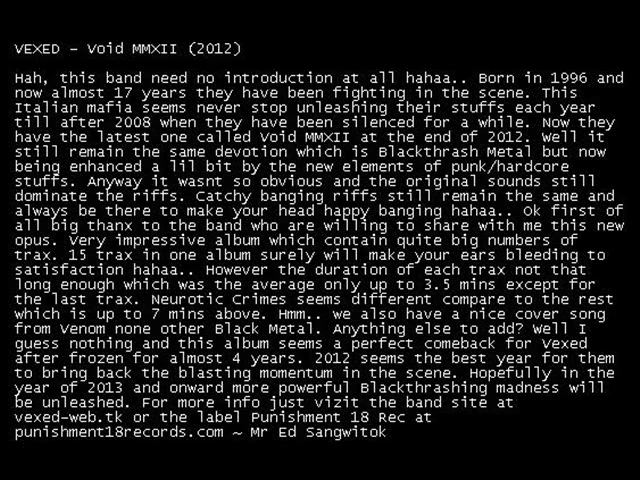 VEXED - Void MMXII (2012)
Hah, this band need no introduction at all hahaa.. Born in 1996 and
now almost 17 years they have been fighting in the scene. This
Italian mafia seems never stop unleashing their stuffs each year
till after 2008 when they have been silenced for a while. Now they
have the latest one called Void MMXII at the end of 2012. Well it
still remain the same devotion which is Blackthrash Metal but now
being enhanced a lil bit by the new elements of punk/hardcore
stuffs. Anyway it wasnt so obvious and the original sounds still
dominate the riffs. Catchy banging riffs still remain the same and
always be there to make your head happy banging hahaa.. Ok first of
all big thanx to the band who are willing to share with me this new
opus. Very impressive album which contain quite big numbers of
trax. 15 trax in one album surely will make your ears bleeding to
satisfaction hahaa.. However the duration of each trax not that
long enough which was the average only up to 3.5 mins except for
the last trax. Neurotic Crimes seems different compare to the rest
which is up to 7 mins above. Hmm.. we also have a nice cover song
from Venom none other Black Metal. Anything else to add? Well I
guess nothing and this album seems a perfect comeback for Vexed
after frozen for almost 4 years. 2012 seems the best year for them
to bring back the blasting momentum in the scene. Hopefully in the
year of 2013 and onward more powerful Blackthrashing madness will
be unleashed. For more info just vizit the band site at
vexed-web.tk or the label Punishment 18 Rec at
punishment18records.com ~ Mr Ed Sangwitok